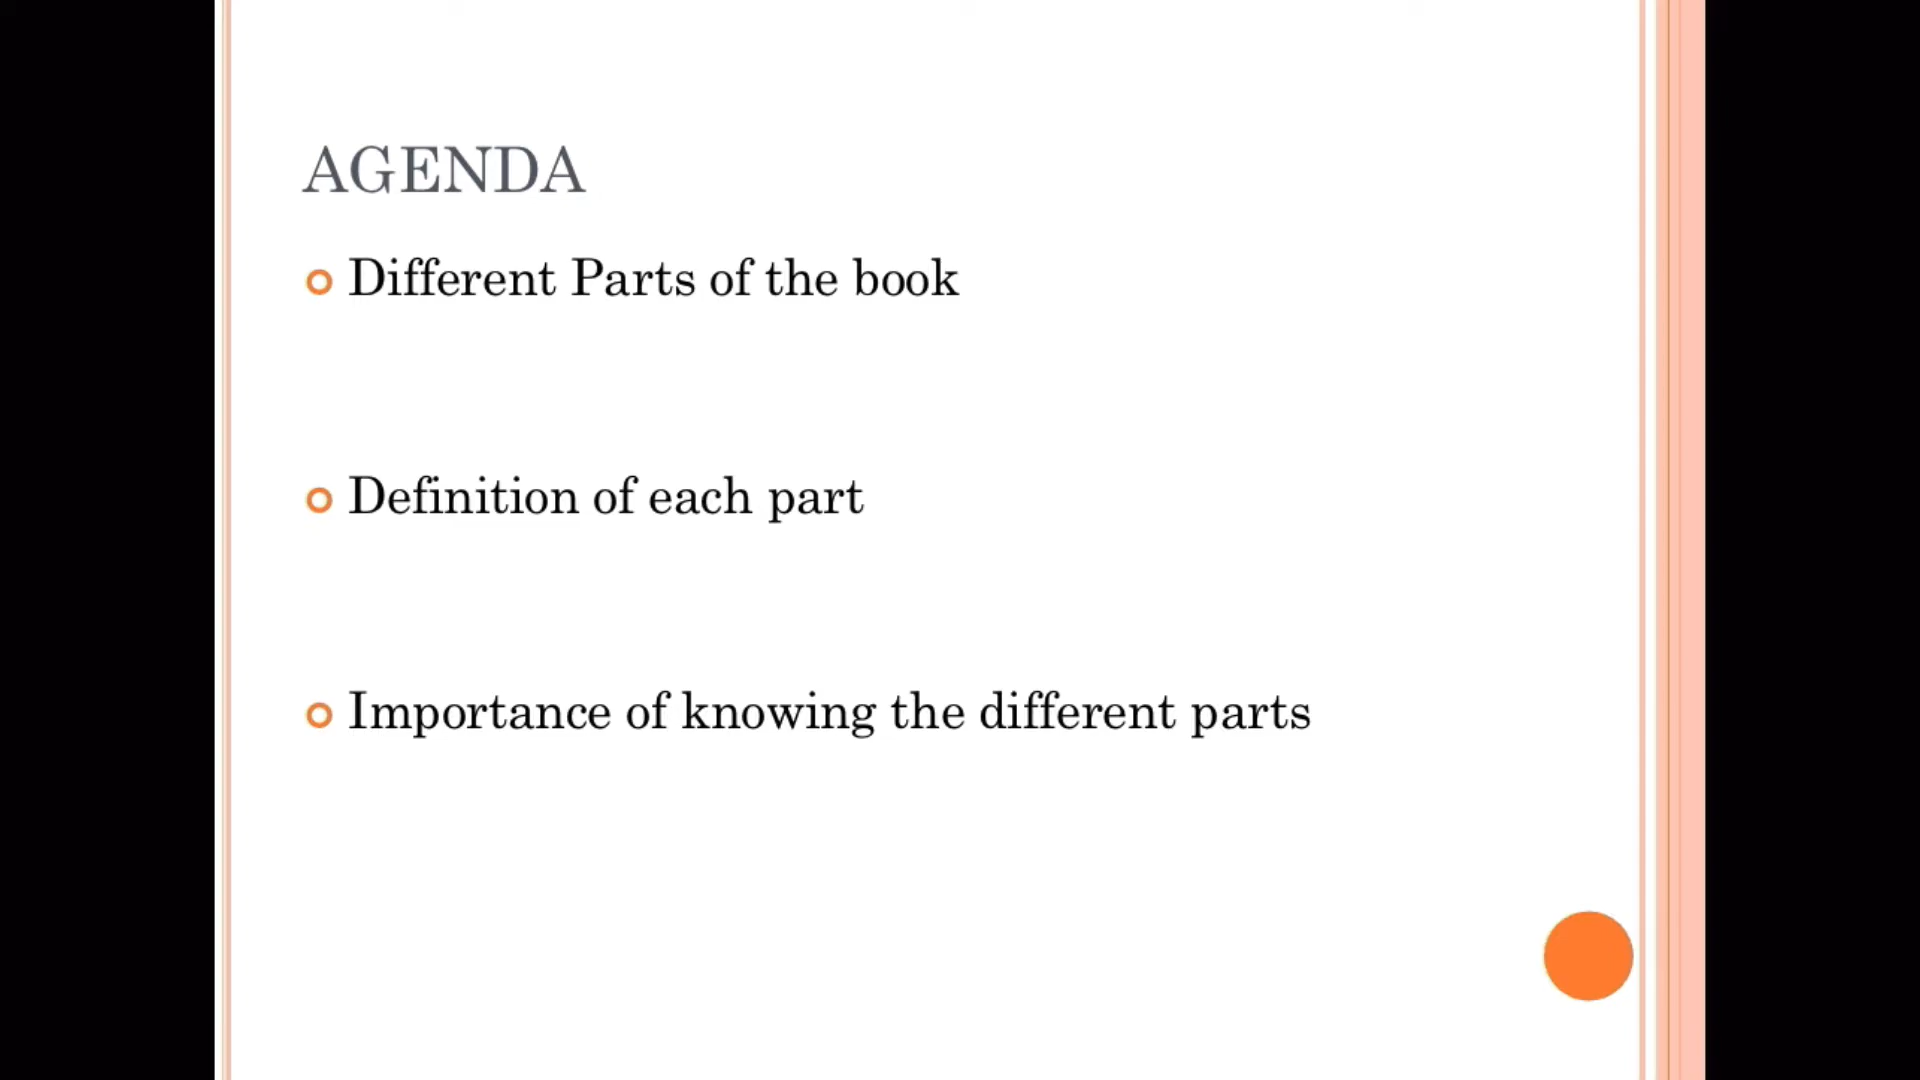 AGENDA
Different Parts of the book
Definition of each part
Importance of knowing the different parts